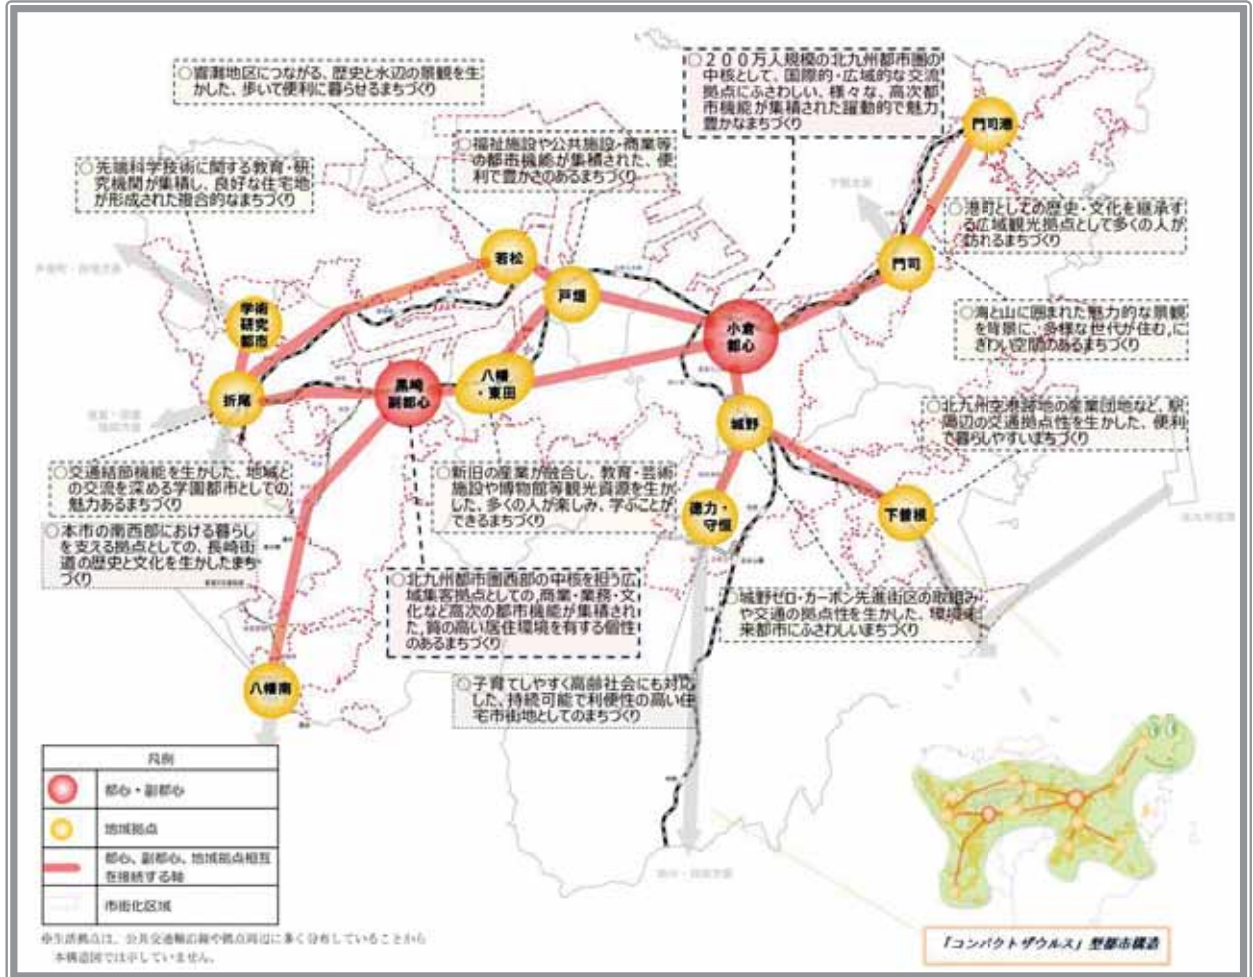 ○響灘地区につながる、歴史と水辺の景観を生
かした、歩いて便利に暮らせるまちづくり
○２００万人規模の北九州都市圏の
中核として、国際的・広域的な交流
拠点にふさわしい、様々な、高次都
市機能が集積された躍動的で魅力
豊かなまちづくり
○先端科学技術に関する教育・研
究機関が集積し、良好な住宅地
が形成された複合的なまちづくり
○福祉施設や公共施設、商業等
の都市機能が集積された、便
利で豊かさのあるまちづくり
門司港
○港町としての歴史・文化を継承す
る広域観光拠点として多くの人が
訪れるまちづくり
若松
戸畑
門司
学術
研究
都市
小倉
都心
○海と山に囲まれた魅力的な景観
を背景に、多様な世代が住む、に
ぎわい空間のあるまちづくり
折尾
黒崎
副都心
八幡
・東田
城野
○北九州空港跡地の産業団地など、駅
周辺の交通拠点性を生かした、便利
で暮らしやすいまちづくり
○交通結節機能を生かした、地域と
の交流を深める学園都市としての
魅力あるまちづくり
○新旧の産業が融合し、教育・芸術
施設や博物館等観光資源を生か
した、多くの人が楽しみ、学ぶことが
できるまちづくり
徳力・
守恒
下曽根
○本市の南西部における暮らし
を支える拠点としての、長崎街
道の歴史と文化を生かしたまち
づくり
○北九州都市圏西部の中核を担う広
域集客拠点としての、商業・業務・文
化など高次の都市機能が集積され
た、質の高い居住環境を有する個性
のあるまちづくり
○城野ゼロ・カーボン先進街区の取組み
や交通の拠点性を生かした、環境未
来都市にふさわしいまちづくり
八幡南
○子育てしやすく高齢社会にも対応
した、持続可能で利便性の高い住
宅市街地としてのまちづくり
凡例
都心・副都心
地域拠点
都心、副都心、地域拠点相互
を接続する軸
市街化区域
※生活拠点は、公共交通軸沿線や拠点周辺に多く分布していることから
本構造図では示していません。
「コンパクトザウルス」型都市構造